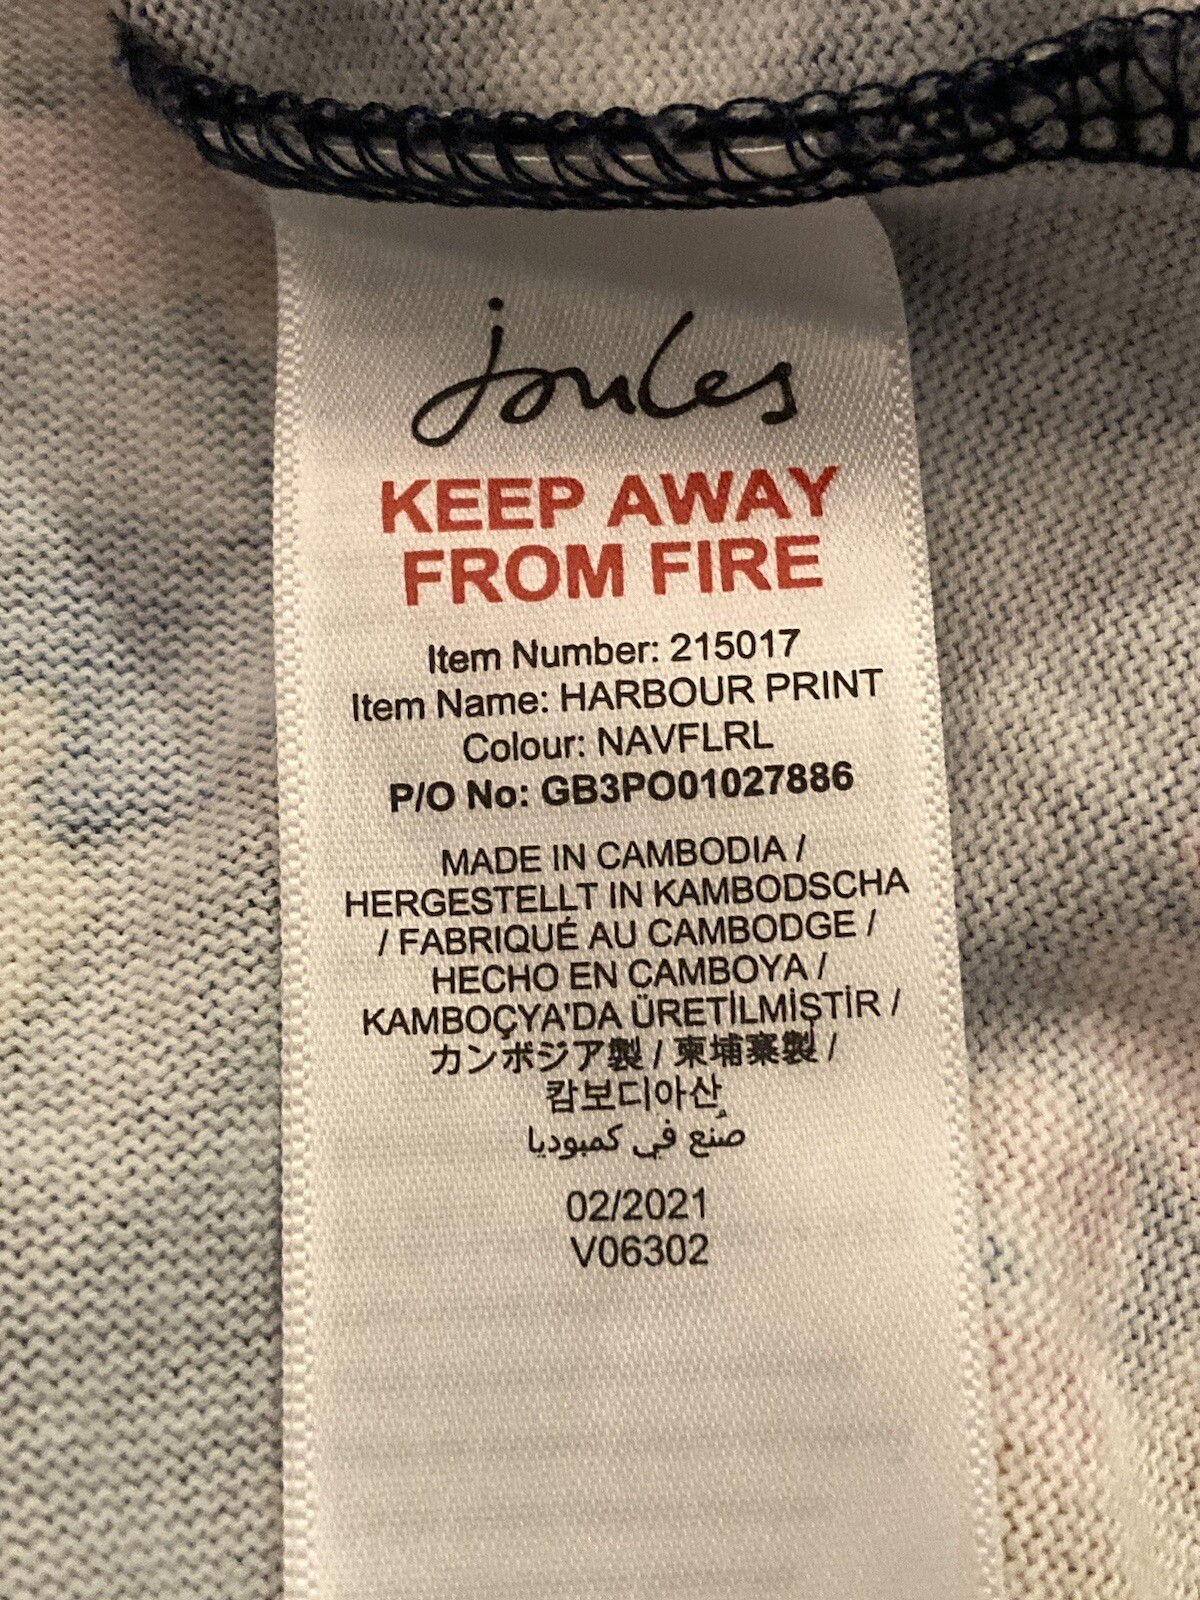 joules
KEEP AWAY
FROM FIRE
Item Number: 215017
Item Name: HARBOUR PRINT
Colour: NAVFLRL
P/O No: GB3PO01027886
MADE IN CAMBODIA /
HERGESTELLT IN KAMBODSCHA
/ FABRIQUÉ AU CAMBODGE /
HECHO EN CAMBOYA /
KAMBOÇYA'DA ÜRETİLMİŞTİR /
カンボジア製 / 柬埔寨製 /
캄보디아산
صُنع في كمبوديا
02/2021
V06302